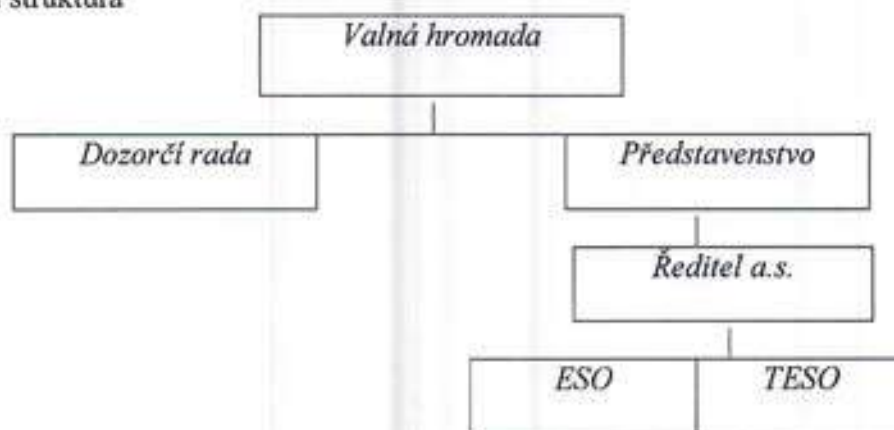 struktura
Valná hromada
Dozorčí rada
Představenstvo
Ředitel a.s.
ESO
TESO